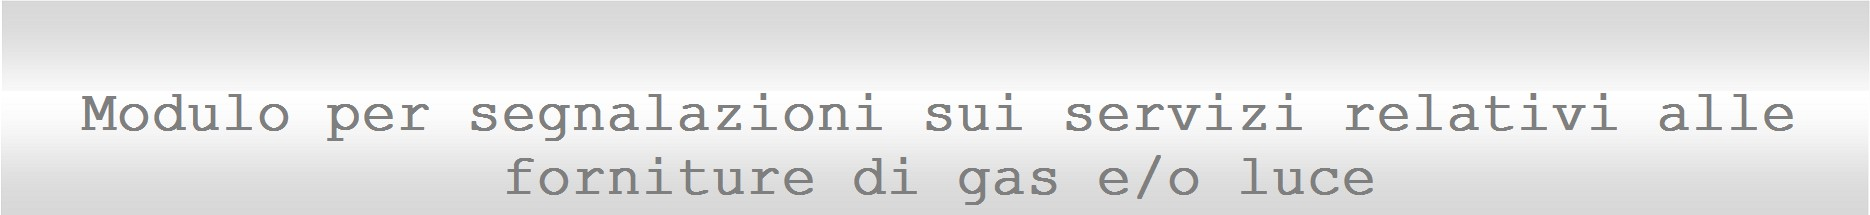 Modulo per segnalazioni sui servizi relativi alle
forniture di gas e/o luce